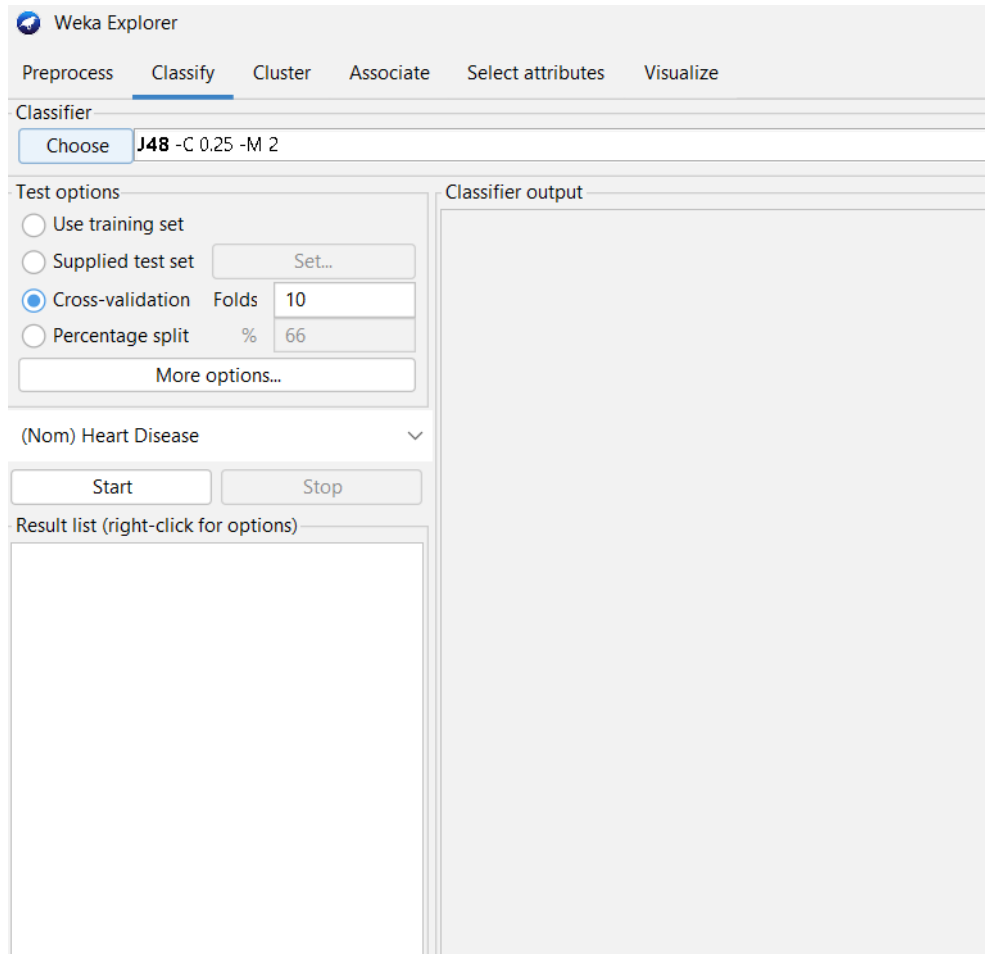 Weka Explorer
Preprocess Classify Cluster Associate Select attributes Visualize
Classifier
Choose J48 -C 0.25 -M 2
Test options
Use training set
Supplied test set Set...
Cross-validation Folds 10
Percentage split % 66
More options...
(Nom) Heart Disease
Start Stop
Result list (right-click for options)
Classifier output